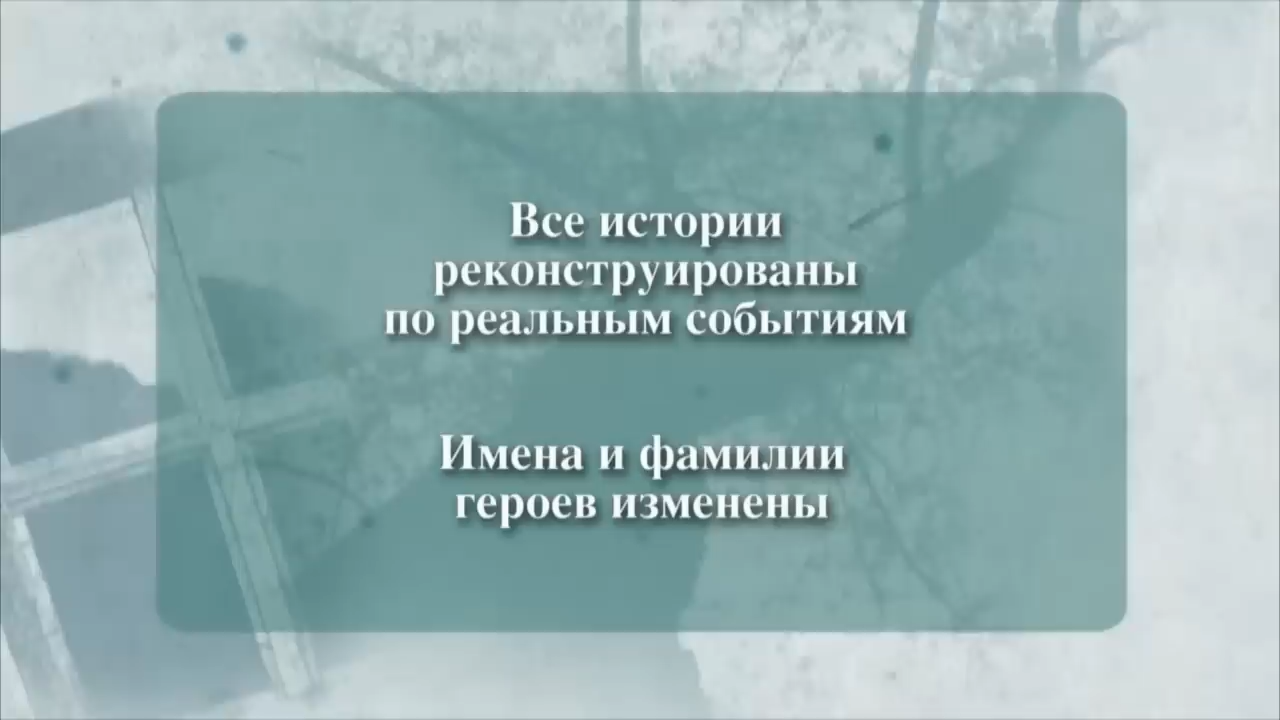 Все истории
реконструированы
по реальным событиям
Имена и фамилии
героев изменены